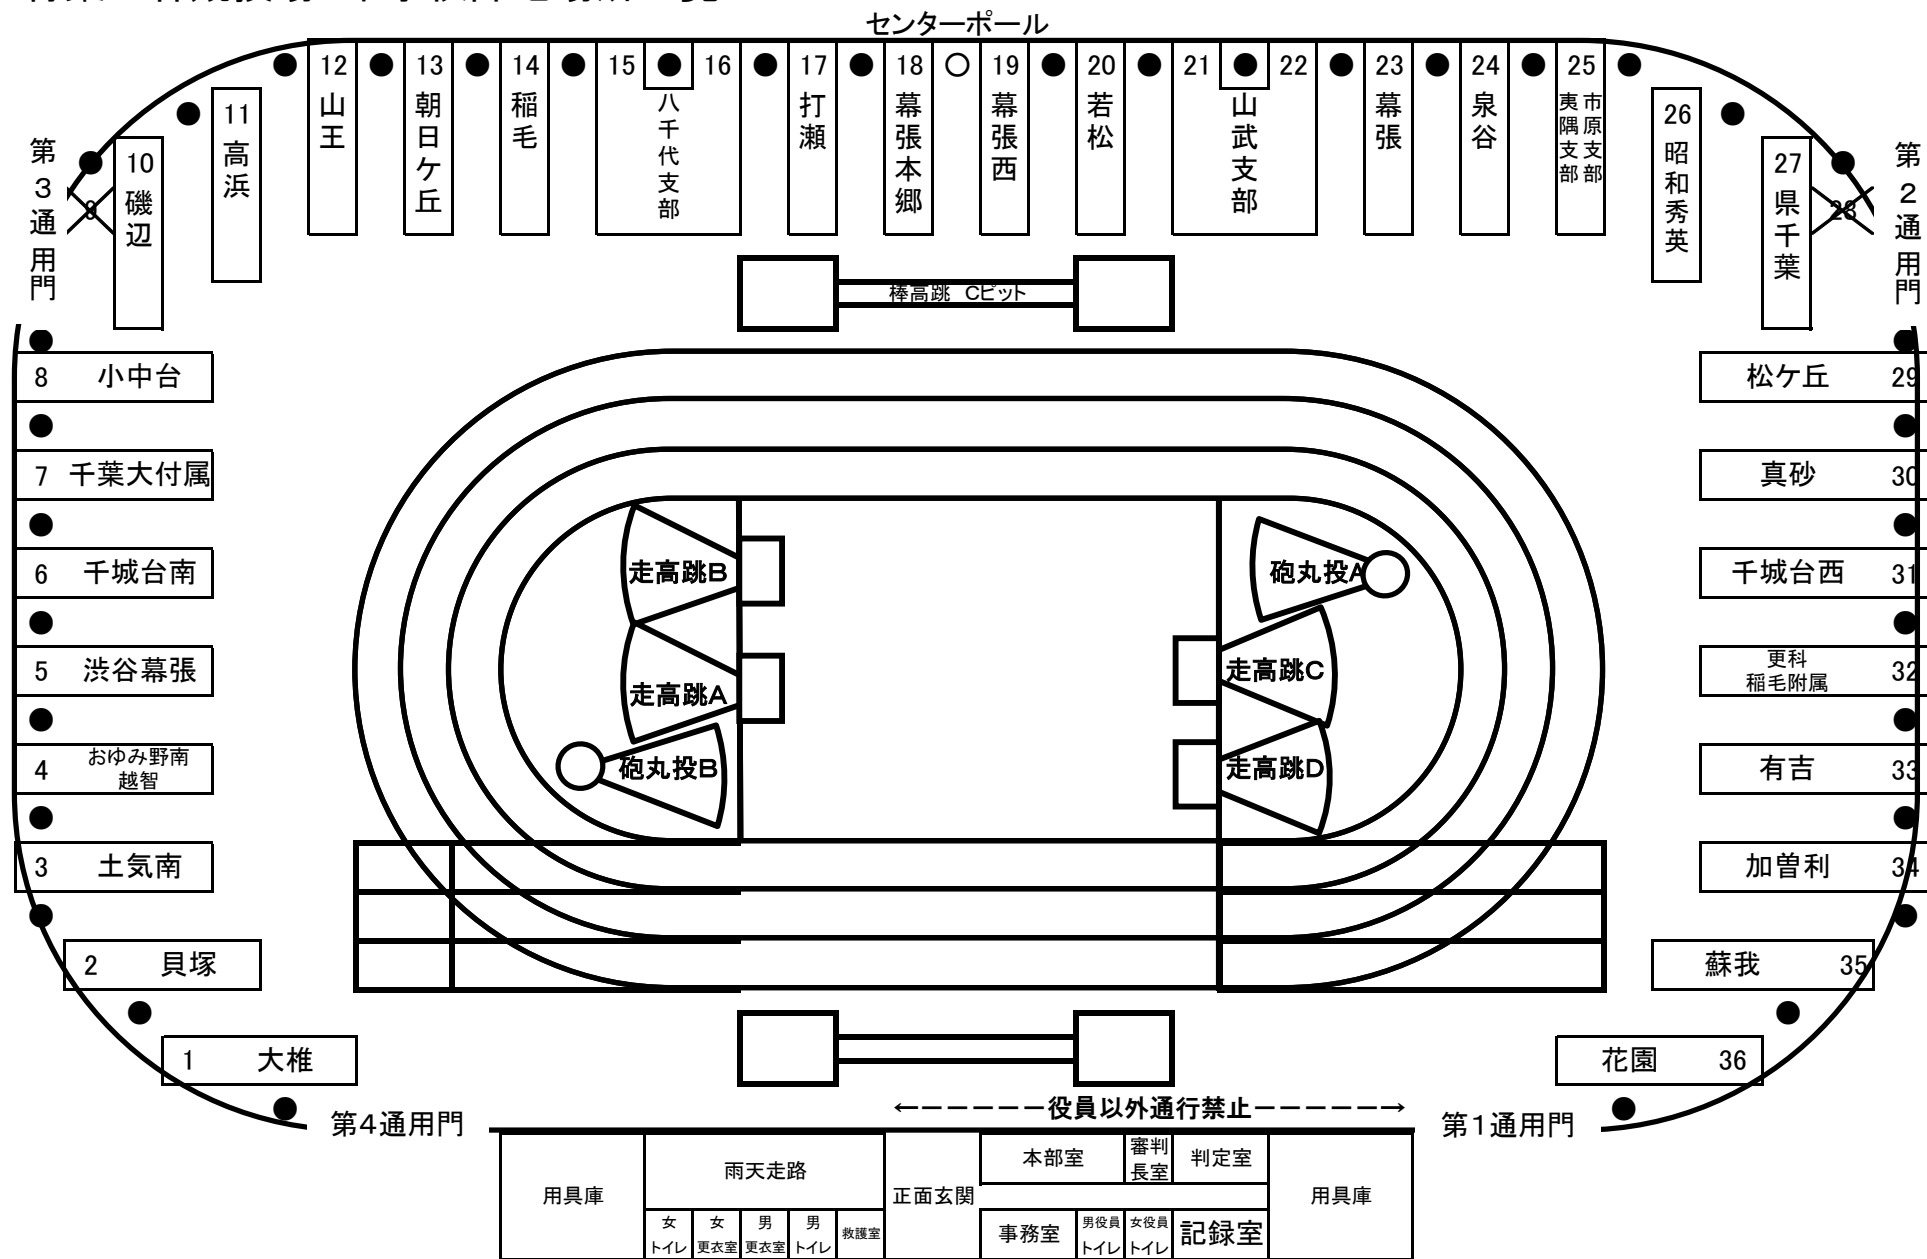 センターポール
12 山王
13 朝日ケ丘
14 稲毛
15 16 八千代支部
17 打瀬
18 幕張本郷
19 幕張西
20 若松
21 22 山武支部
23 幕張
24 泉谷
25 市原支部
夷隅支部
11 高浜
10 磯辺
9
第3通用門
26 昭和秀英
27 県千葉
28
第2通用門
棒高跳 Cピット
8 小中台
7 千葉大付属
6 千城台南
5 渋谷幕張
4 おゆみ野南
越智
3 土気南
2 貝塚
1 大椎
走高跳B
走高跳A
砲丸投B
砲丸投A
走高跳C
走高跳D
松ケ丘 29
真砂 30
千城台西 31
更科
稲毛附属 32
有吉 33
加曽利 34
蘇我 35
花園 36
第4通用門
←ーーーーー役員以外通行禁止ーーーーー→
第1通用門
用具庫
雨天走路
正面玄関
本部室
審判
長室
判定室
用具庫
女
トイレ
女
更衣室
男
更衣室
男
トイレ
救護室
事務室
男役員
トイレ
女役員
トイレ
記録室